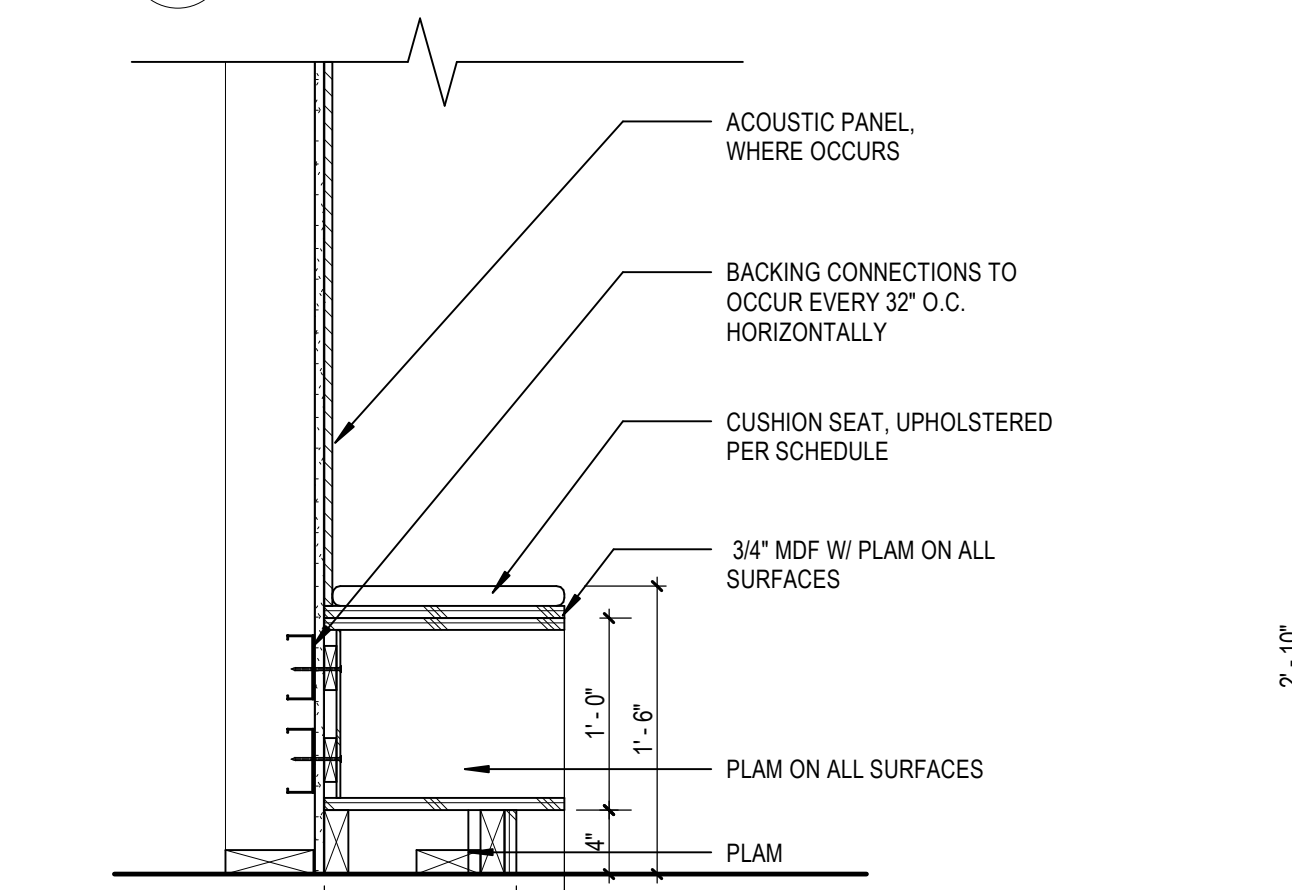 ACOUSTIC PANEL,
WHERE OCCURS
BACKING CONNECTIONS TO
OCCUR EVERY 32" O.C.
HORIZONTALLY
CUSHION SEAT, UPHOLSTERED
PER SCHEDULE
3/4" MDF W/ PLAM ON ALL
SURFACES
2' - 10"
1' - 0"
1' - 6"
PLAM ON ALL SURFACES
4"
PLAM